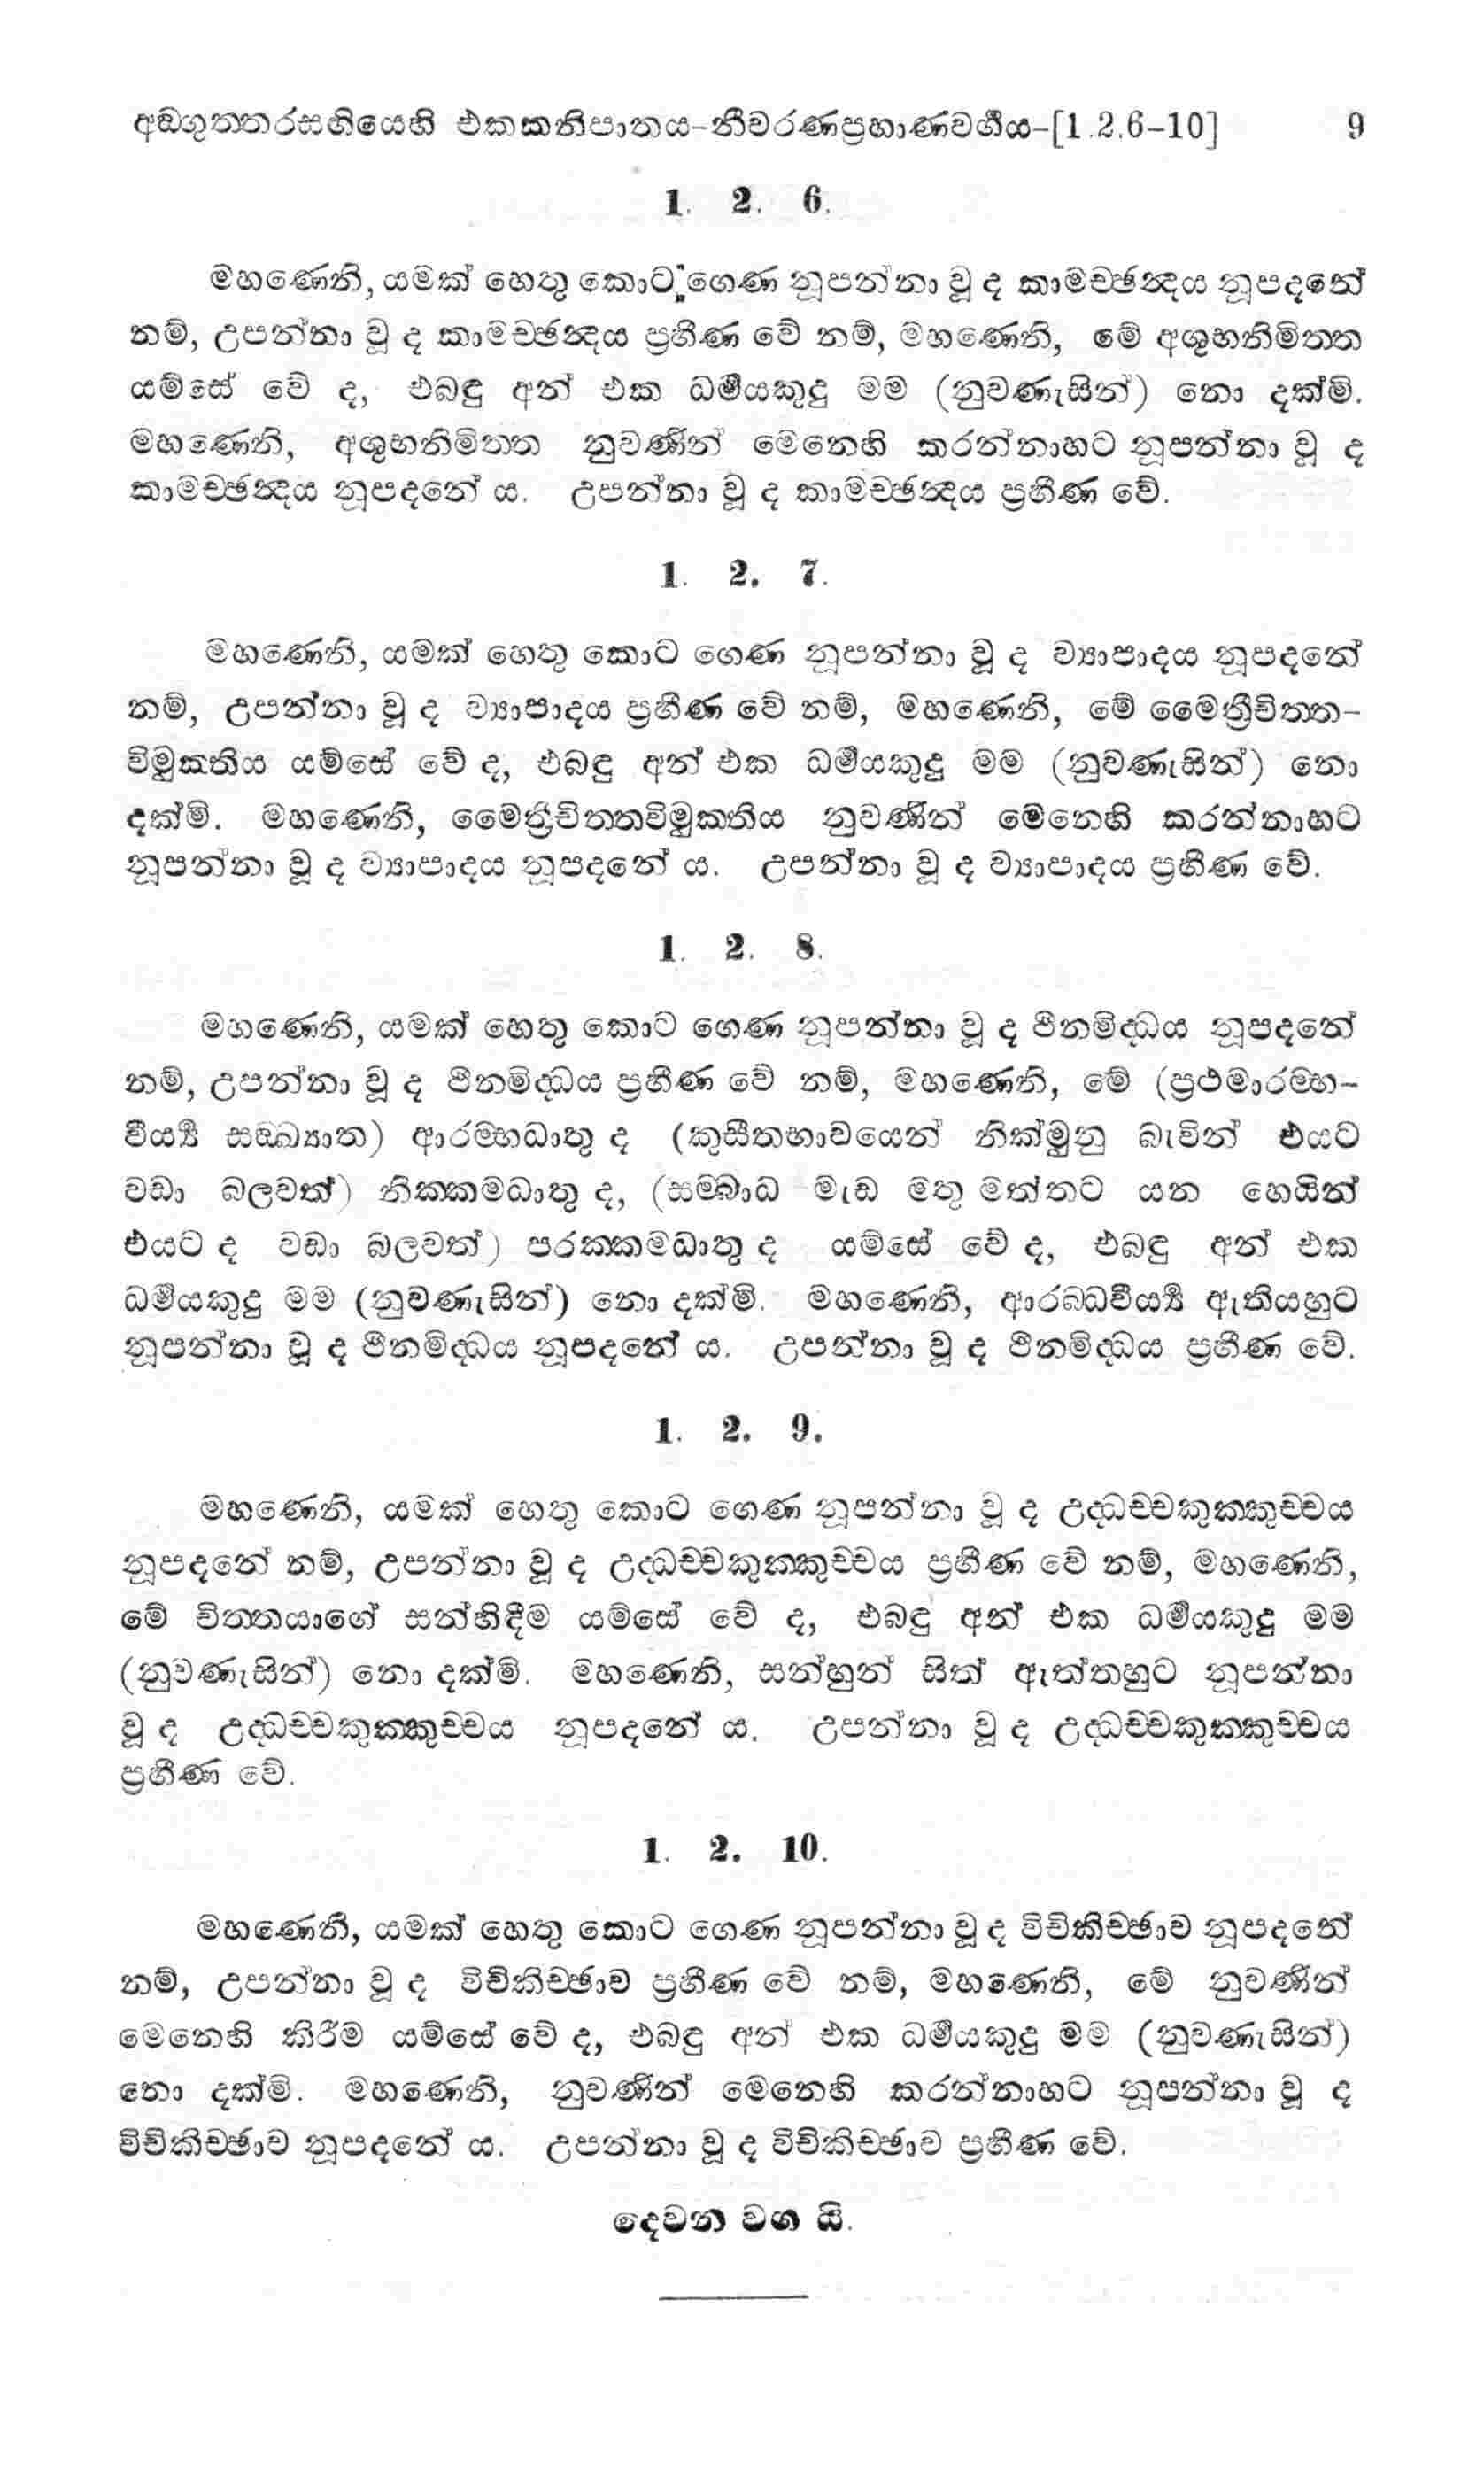 අඞ්ගුත්තරසඟියෙහි එකකනිපාතය-නීවරණප්‍රහාණවර්ගය-[1.2.6-10] 9
1. 2. 6.
මහණෙනි, යමක් හෙතු කොට ගෙණ නූපන්නා වූ ද කාමච්ඡන්‍දය නූපදනේ
නම්, උපන්නා වූ ද කාමච්ඡන්‍දය ප්‍රහීණ වේ නම්, මහණෙනි, මේ අශුභනිමිත්ත
යම්සේ වේ ද, එබඳු අන් එක ධර්මයකුදු මම (නුවණැසින්) නො දක්මි.
මහණෙනි, අශුභනිමිත්ත නුවණින් මෙනෙහි කරන්නාහට නූපන්නා වූ ද
කාමච්ඡන්‍දය නූපදනේ ය. උපන්නා වූ ද කාමච්ඡන්‍දය ප්‍රහීණ වේ.
1. 2. 7.
මහණෙනි, යමක් හෙතු කොට ගෙණ නූපන්නා වූ ද ව්‍යාපාදය නූපදනේ
නම්, උපන්නා වූ ද ව්‍යාපාදය ප්‍රහීණ වේ නම්, මහණෙනි, මේ මෛත්‍රීචිත්ත-
විමුක්තිය යම්සේ වේ ද, එබඳු අන් එක ධර්මයකුදු මම (නුවණැසින්) නො
දක්මි. මහණෙනි, මෛත්‍රිචිත්තවිමුක්තිය නුවණින් මෙනෙහි කරන්නාහට
නූපන්නා වූ ද ව්‍යාපාදය නූපදනේ ය. උපන්නා වූ ද ව්‍යාපාදය ප්‍රහීණ වේ.
1. 2. 8.
මහණෙනි, යමක් හෙතු කොට ගෙණ නූපන්නා වූ ද ථීනමිද්ධය නූපදනේ
නම්, උපන්නා වූ ද ථීනමිද්ධය ප්‍රහීණ වේ නම්, මහණෙනි, මේ (ප්‍රථමාරම්භ-
වීර්‍ය්‍ය සඞ්ඛ්‍යාත) ආරම්භධාතු ද (කුසීතභාවයෙන් නික්මුනු බැවින් එයට
වඩා බලවත්) නික්කමධාතු ද, (සම්බාධ මැඩ මතු මත්තට යන හෙයින්
එයට ද වඩා බලවත්) පරක්කමධාතු ද යම්සේ වේ ද, එබඳු අන් එක
ධර්මයකුදු මම (නුවණැසින්) නො දක්මි. මහණෙනි, ආරබ්ධවීර්‍ය්‍ය ඇතියහුට
නූපන්නා වූ ද ථීනමිද්ධය නූපදනේ ය. උපන්නා වූ ද ථීනමිද්ධය ප්‍රහීණ වේ.
1. 2. 9.
මහණෙනි, යමක් හෙතු කොට ගෙණ නූපන්නා වූ ද උද්ධච්චකුක්කුච්චය
නූපදනේ නම්, උපන්නා වූ ද උද්ධච්චකුක්කුච්චය ප්‍රහීණ වේ නම්, මහණෙනි,
මේ චිත්තයාගේ සන්හිඳීම යම්සේ වේ ද, එබඳු අන් එක ධර්මයකුදු මම
(නුවණැසින්) නො දක්මි. මහණෙනි, සන්හුන් සිත් ඇත්තහුට නූපන්නා
වූ ද උද්ධච්චකුක්කුච්චය නූපදනේ ය. උපන්නා වූ ද උද්ධච්චකුක්කුච්චය
ප්‍රහීණ වේ.
1. 2. 10.
මහණෙනි, යමක් හෙතු කොට ගෙණ නූපන්නා වූ ද විචිකිච්ඡාව නූපදනේ
නම්, උපන්නා වූ ද විචිකිච්ඡාව ප්‍රහීණ වේ නම්, මහණෙනි, මේ නුවණින්
මෙනෙහි කිරීම යම්සේ වේ ද, එබඳු අන් එක ධර්මයකුදු මම (නුවණැසින්)
නො දක්මි. මහණෙනි, නුවණින් මෙනෙහි කරන්නාහට නූපන්නා වූ ද
විචිකිච්ඡාව නූපදනේ ය. උපන්නා වූ ද විචිකිච්ඡාව ප්‍රහීණ වේ.
දෙවන වග යි.